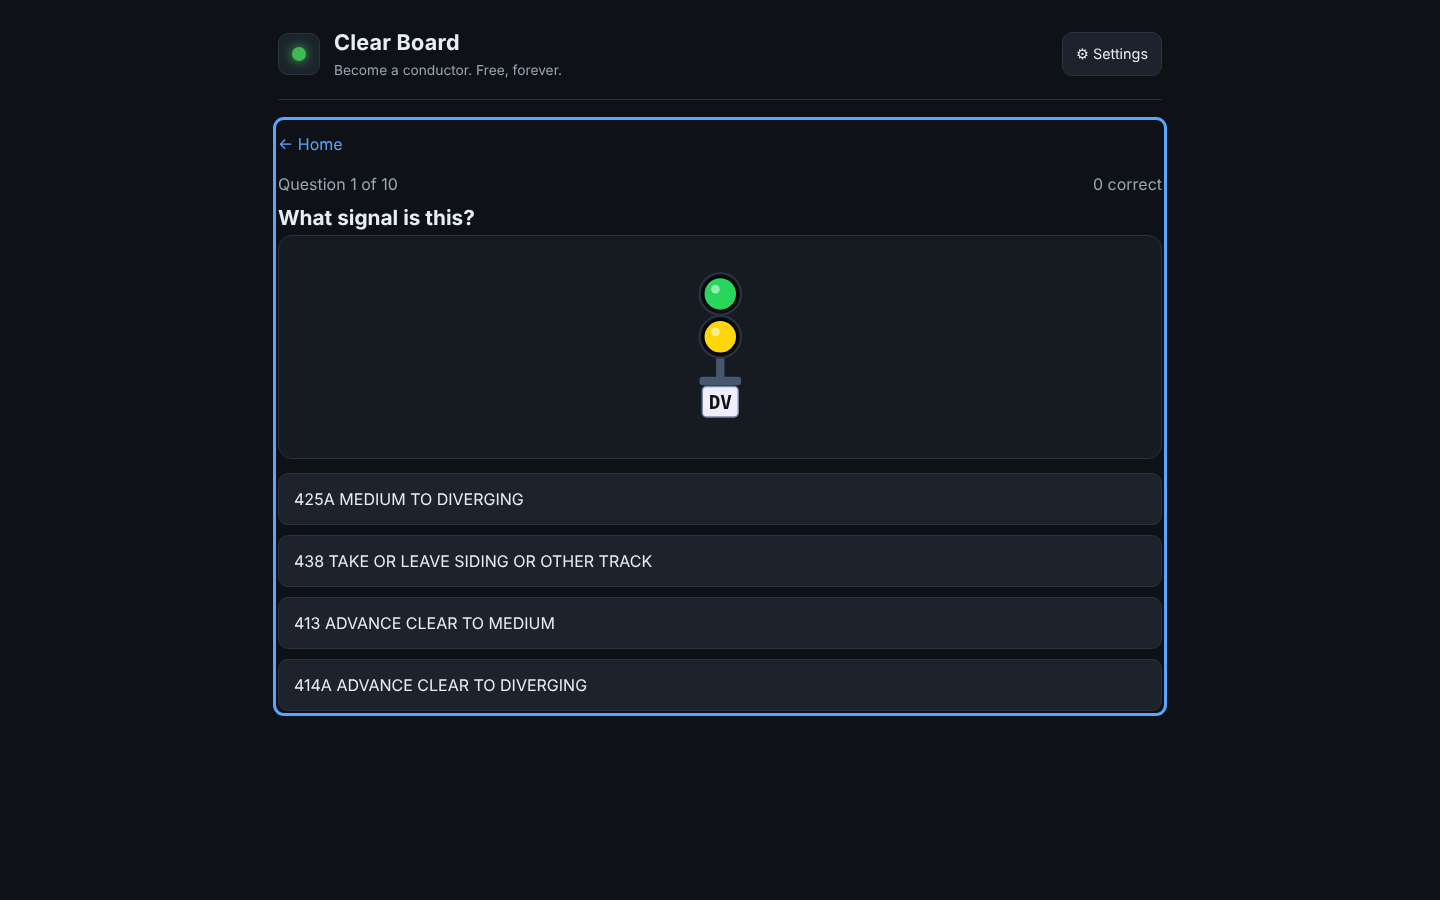 Clear Board
Become a conductor. Free, forever.
⚙ Settings
← Home
Question 1 of 10
0 correct
What signal is this?
DV
425A MEDIUM TO DIVERGING
438 TAKE OR LEAVE SIDING OR OTHER TRACK
413 ADVANCE CLEAR TO MEDIUM
414A ADVANCE CLEAR TO DIVERGING